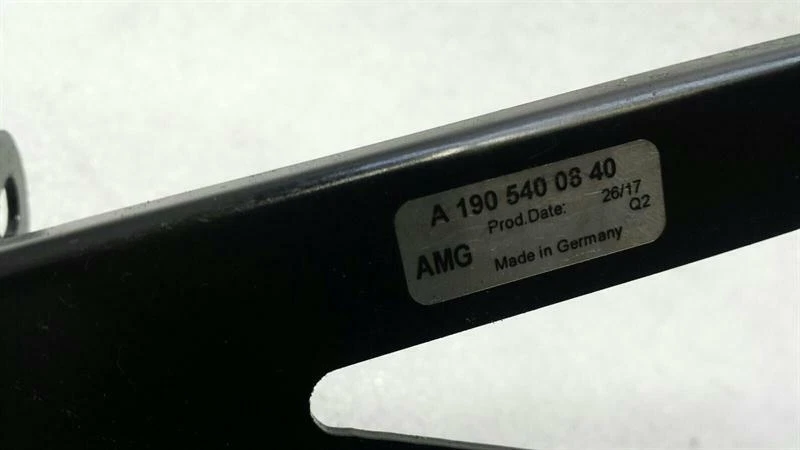 A 190 540 08 40
Prod.Date: 26/17
Q2
AMG Made in Germany